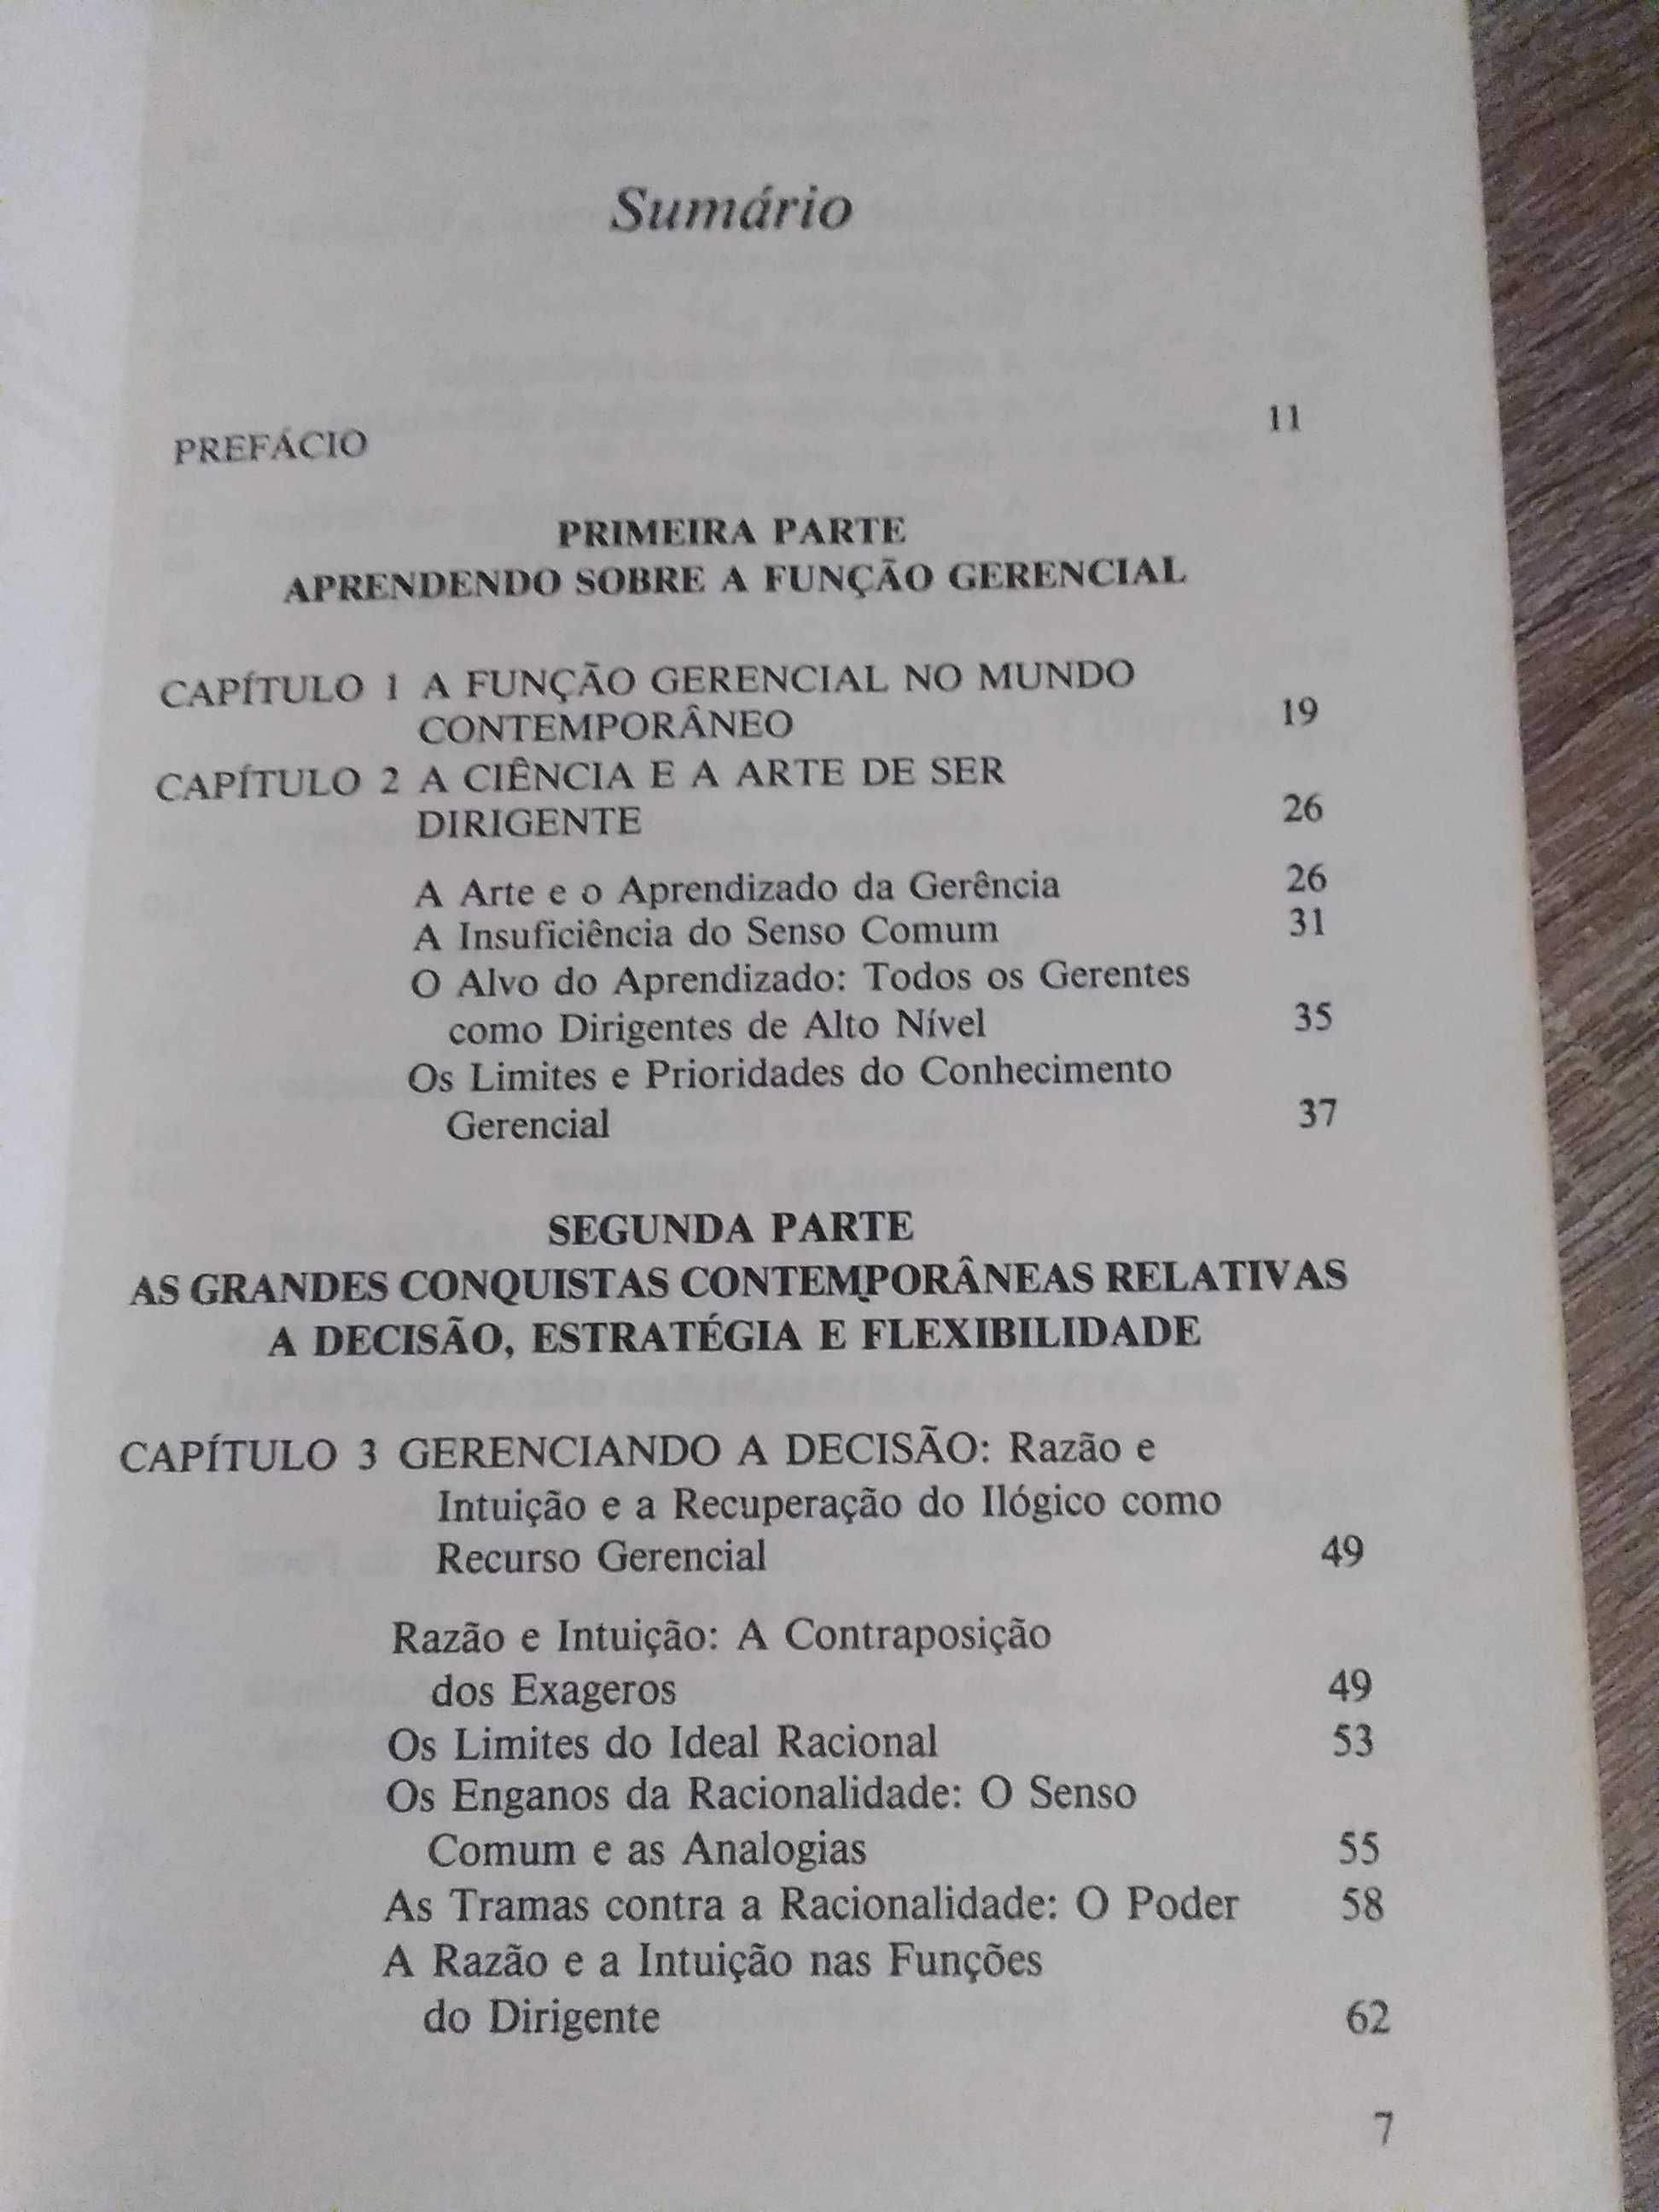 Sumário
PREFÁCIO 11
PRIMEIRA PARTE
APRENDENDO SOBRE A FUNÇÃO GERENCIAL
CAPÍTULO 1 A FUNÇÃO GERENCIAL NO MUNDO
CONTEMPORÂNEO 19
CAPÍTULO 2 A CIÊNCIA E A ARTE DE SER
DIRIGENTE 26
A Arte e o Aprendizado da Gerência 26
A Insuficiência do Senso Comum 31
O Alvo do Aprendizado: Todos os Gerentes
como Dirigentes de Alto Nível 35
Os Limites e Prioridades do Conhecimento
Gerencial 37
SEGUNDA PARTE
AS GRANDES CONQUISTAS CONTEMPORÂNEAS RELATIVAS
A DECISÃO, ESTRATÉGIA E FLEXIBILIDADE
CAPÍTULO 3 GERENCIANDO A DECISÃO: Razão e
Intuição e a Recuperação do Ilógico como
Recurso Gerencial 49
Razão e Intuição: A Contraposição
dos Exageros 49
Os Limites do Ideal Racional 53
Os Enganos da Racionalidade: O Senso
Comum e as Analogias 55
As Tramas contra a Racionalidade: O Poder 58
A Razão e a Intuição nas Funções
do Dirigente 62
7